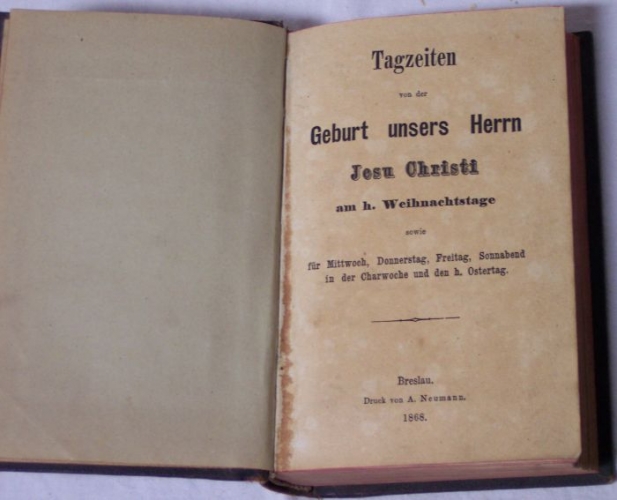 Tagzeiten
von der
Geburt unsers Herrn
Jesu Christi
am h. Weihnachtstage
sowie
für Mittwoch, Donnerstag, Freitag, Sonnabend
in der Charwoche und den h. Ostertag.
Breslau.
Druck von A. Neumann.
1868.